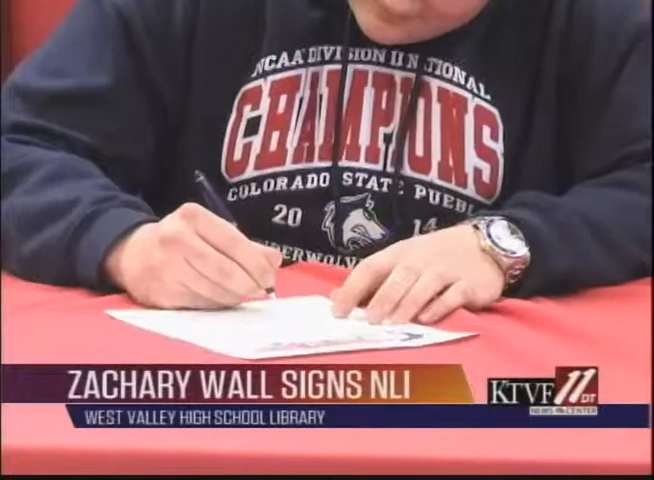 NCAA DIVISION II NATIONAL
CHAMPIONS
COLORADO STATE PUEBLO
20 14
ZACHARY WALL SIGNS NLI
WEST VALLEY HIGH SCHOOL LIBRARY
KTVF 11 DT
NEWS CENTER